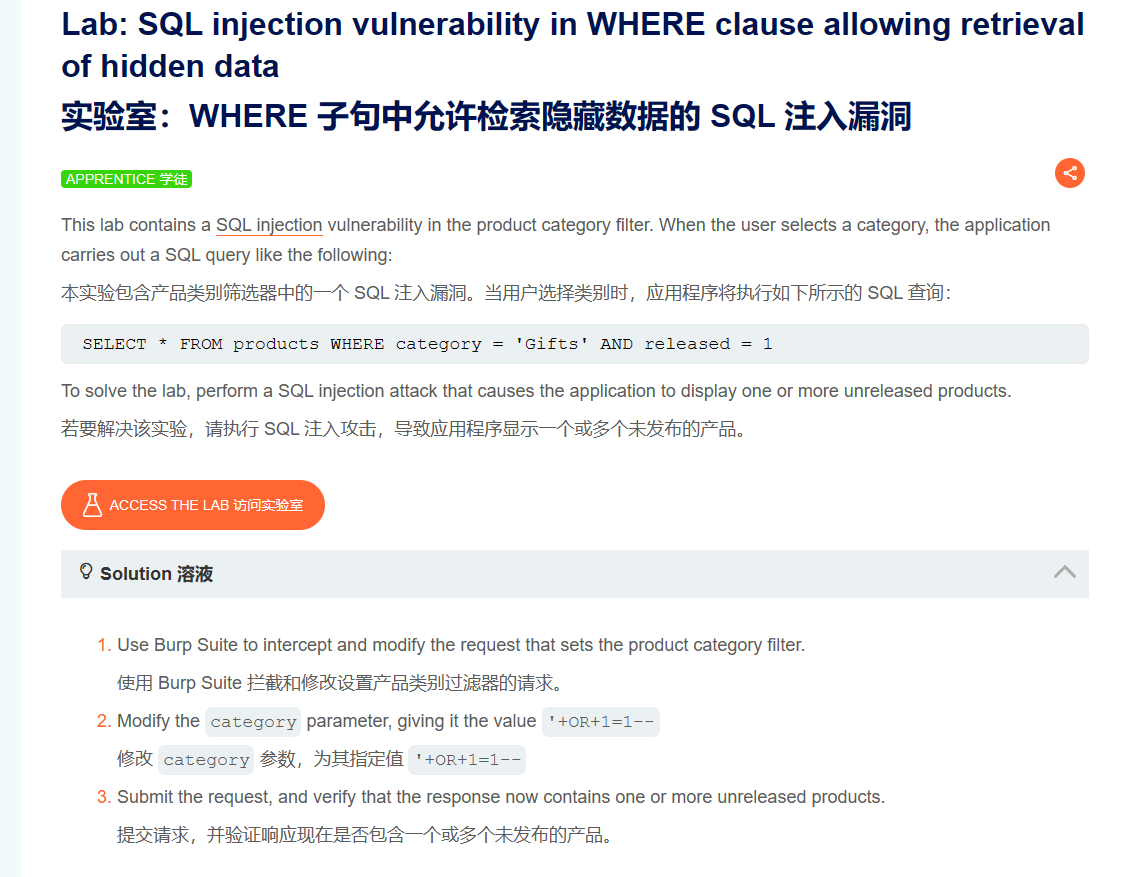 Lab: SQL injection vulnerability in WHERE clause allowing retrieval
of hidden data
实验室：WHERE 子句中允许检索隐藏数据的 SQL 注入漏洞
APPRENTICE 学徒
This lab contains a SQL injection vulnerability in the product category filter. When the user selects a category, the application
carries out a SQL query like the following:
本实验包含产品类别筛选器中的一个 SQL 注入漏洞。当用户选择类别时，应用程序将执行如下所示的 SQL 查询：
SELECT * FROM products WHERE category = 'Gifts' AND released = 1
To solve the lab, perform a SQL injection attack that causes the application to display one or more unreleased products.
若要解决该实验，请执行 SQL 注入攻击，导致应用程序显示一个或多个未发布的产品。
ACCESS THE LAB 访问实验室
Solution 溶液
1. Use Burp Suite to intercept and modify the request that sets the product category filter.
使用 Burp Suite 拦截和修改设置产品类别过滤器的请求。
2. Modify the category parameter, giving it the value '+OR+1=1--
修改 category 参数，为其指定值 '+OR+1=1--
3. Submit the request, and verify that the response now contains one or more unreleased products.
提交请求，并验证响应现在是否包含一个或多个未发布的产品。